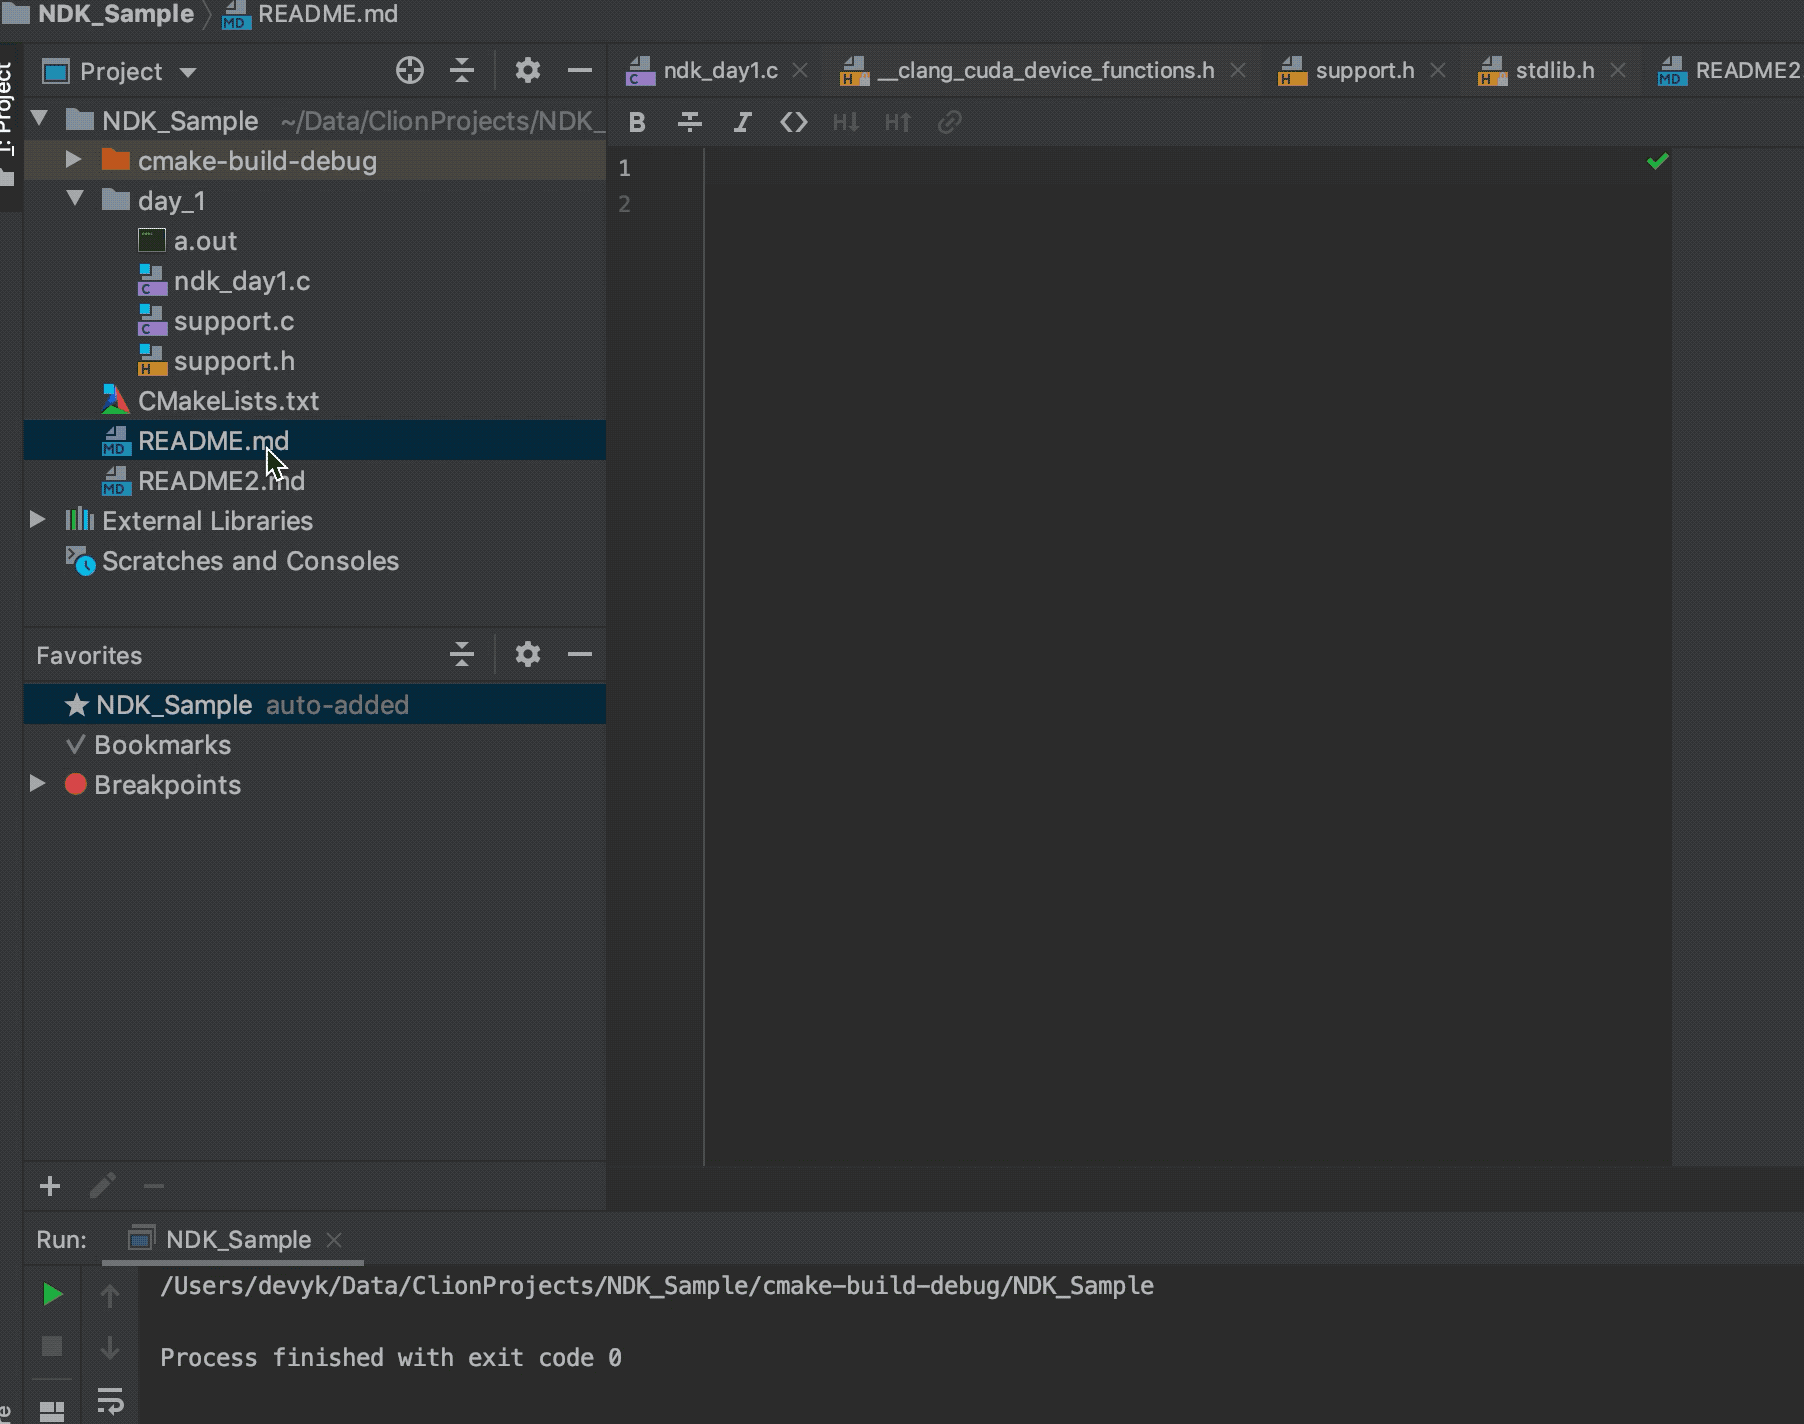 NDK_Sample README.md
1: Project
Project
ndk_day1.c __clang_cuda_device_functions.h support.h stdlib.h README2
NDK_Sample ~/Data/ClionProjects/NDK_
cmake-build-debug
day_1
a.out
ndk_day1.c
support.c
support.h
CMakeLists.txt
README.md
README2.md
External Libraries
Scratches and Consoles
1
2
Favorites
NDK_Sample auto-added
Bookmarks
Breakpoints
Run: NDK_Sample
/Users/devyk/Data/ClionProjects/NDK_Sample/cmake-build-debug/NDK_Sample
Process finished with exit code 0